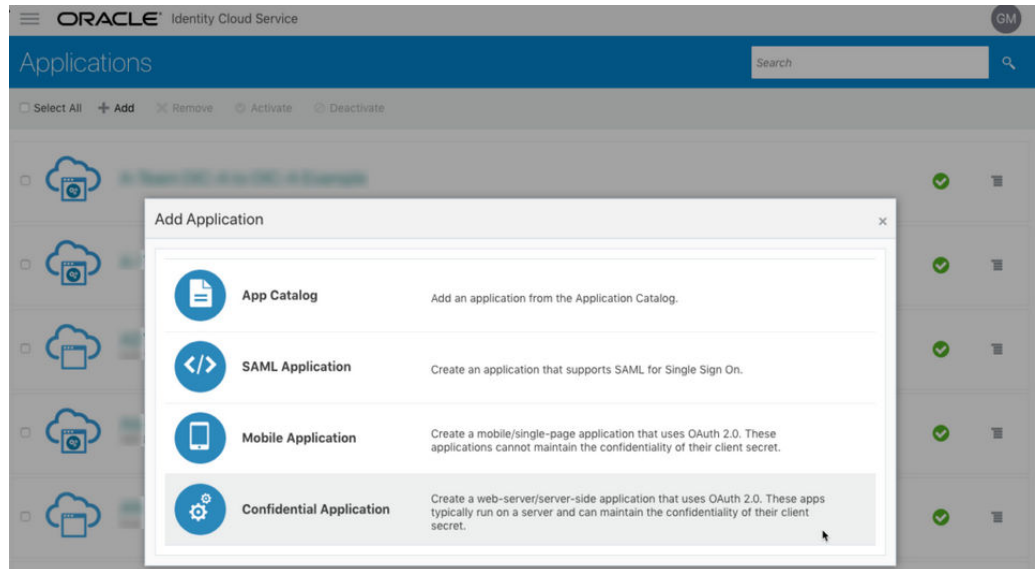 ORACLE® Identity Cloud Service
GM
Applications
Search
Select All + Add Remove Activate Deactivate
Add Application
App Catalog
Add an application from the Application Catalog.
SAML Application
Create an application that supports SAML for Single Sign On.
Mobile Application
Create a mobile/single-page application that uses OAuth 2.0. These
applications cannot maintain the confidentiality of their client secret.
Confidential Application
Create a web-server/server-side application that uses OAuth 2.0. These apps
typically run on a server and can maintain the confidentiality of their client
secret.